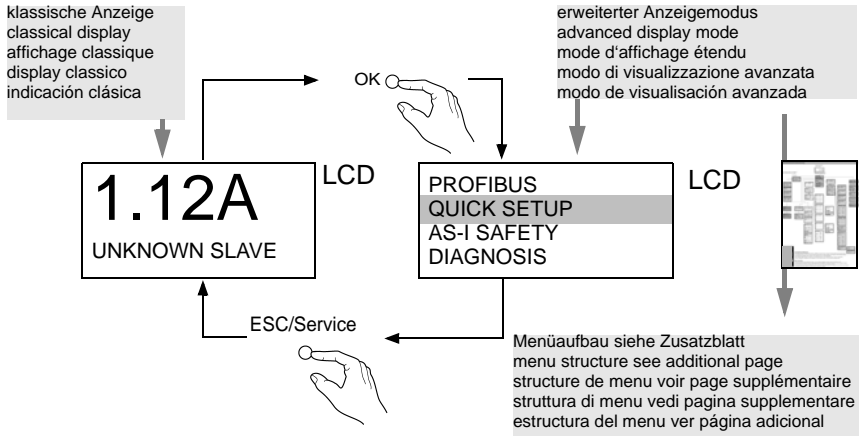 klassische Anzeige
classical display
affichage classique
display classico
indicación clásica
erweiterter Anzeigemodus
advanced display mode
mode d'affichage étendu
modo di visualizzazione avanzata
modo de visualisación avanzada
OK
1.12A
UNKNOWN SLAVE
LCD
PROFIBUS
QUICK SETUP
AS-I SAFETY
DIAGNOSIS
LCD
ESC/Service
Menüaufbau siehe Zusatzblatt
menu structure see additional page
structure de menu voir page supplémentaire
struttura di menu vedi pagina supplementare
estructura del menu ver página adicional